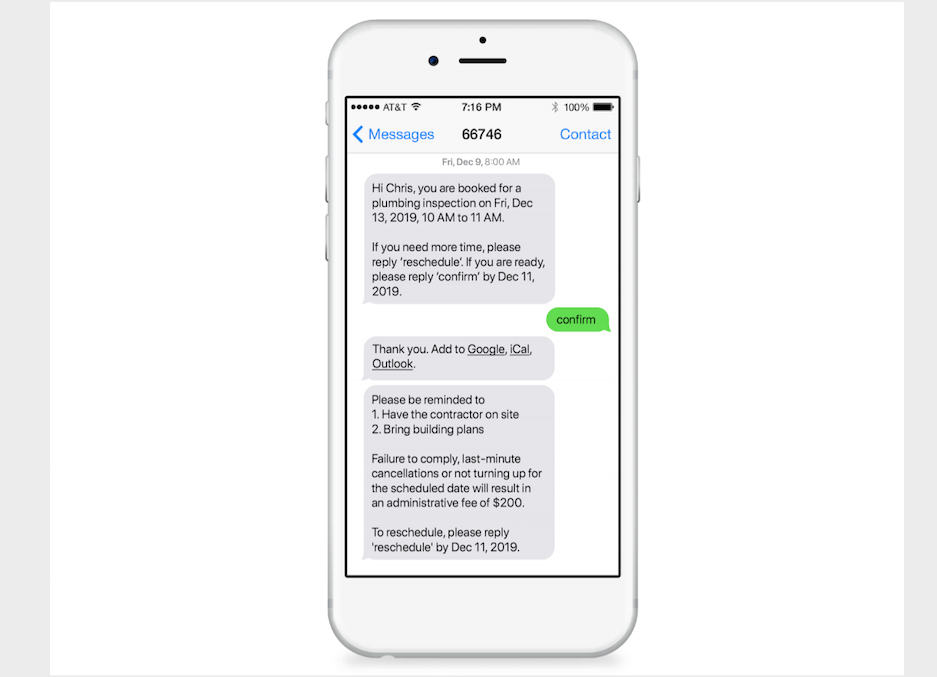 AT&T 7:16 PM 100%
Messages 66746 Contact
Fri, Dec 9, 8:00 AM
Hi Chris, you are booked for a
plumbing inspection on Fri, Dec
13, 2019, 10 AM to 11 AM.
If you need more time, please
reply ‘reschedule’. If you are ready,
please reply ‘confirm’ by Dec 11,
2019.
confirm
Thank you. Add to Google, iCal,
Outlook.
Please be reminded to
1. Have the contractor on site
2. Bring building plans
Failure to comply, last-minute
cancellations or not turning up for
the scheduled date will result in
an administrative fee of $200.
To reschedule, please reply
'reschedule' by Dec 11, 2019.